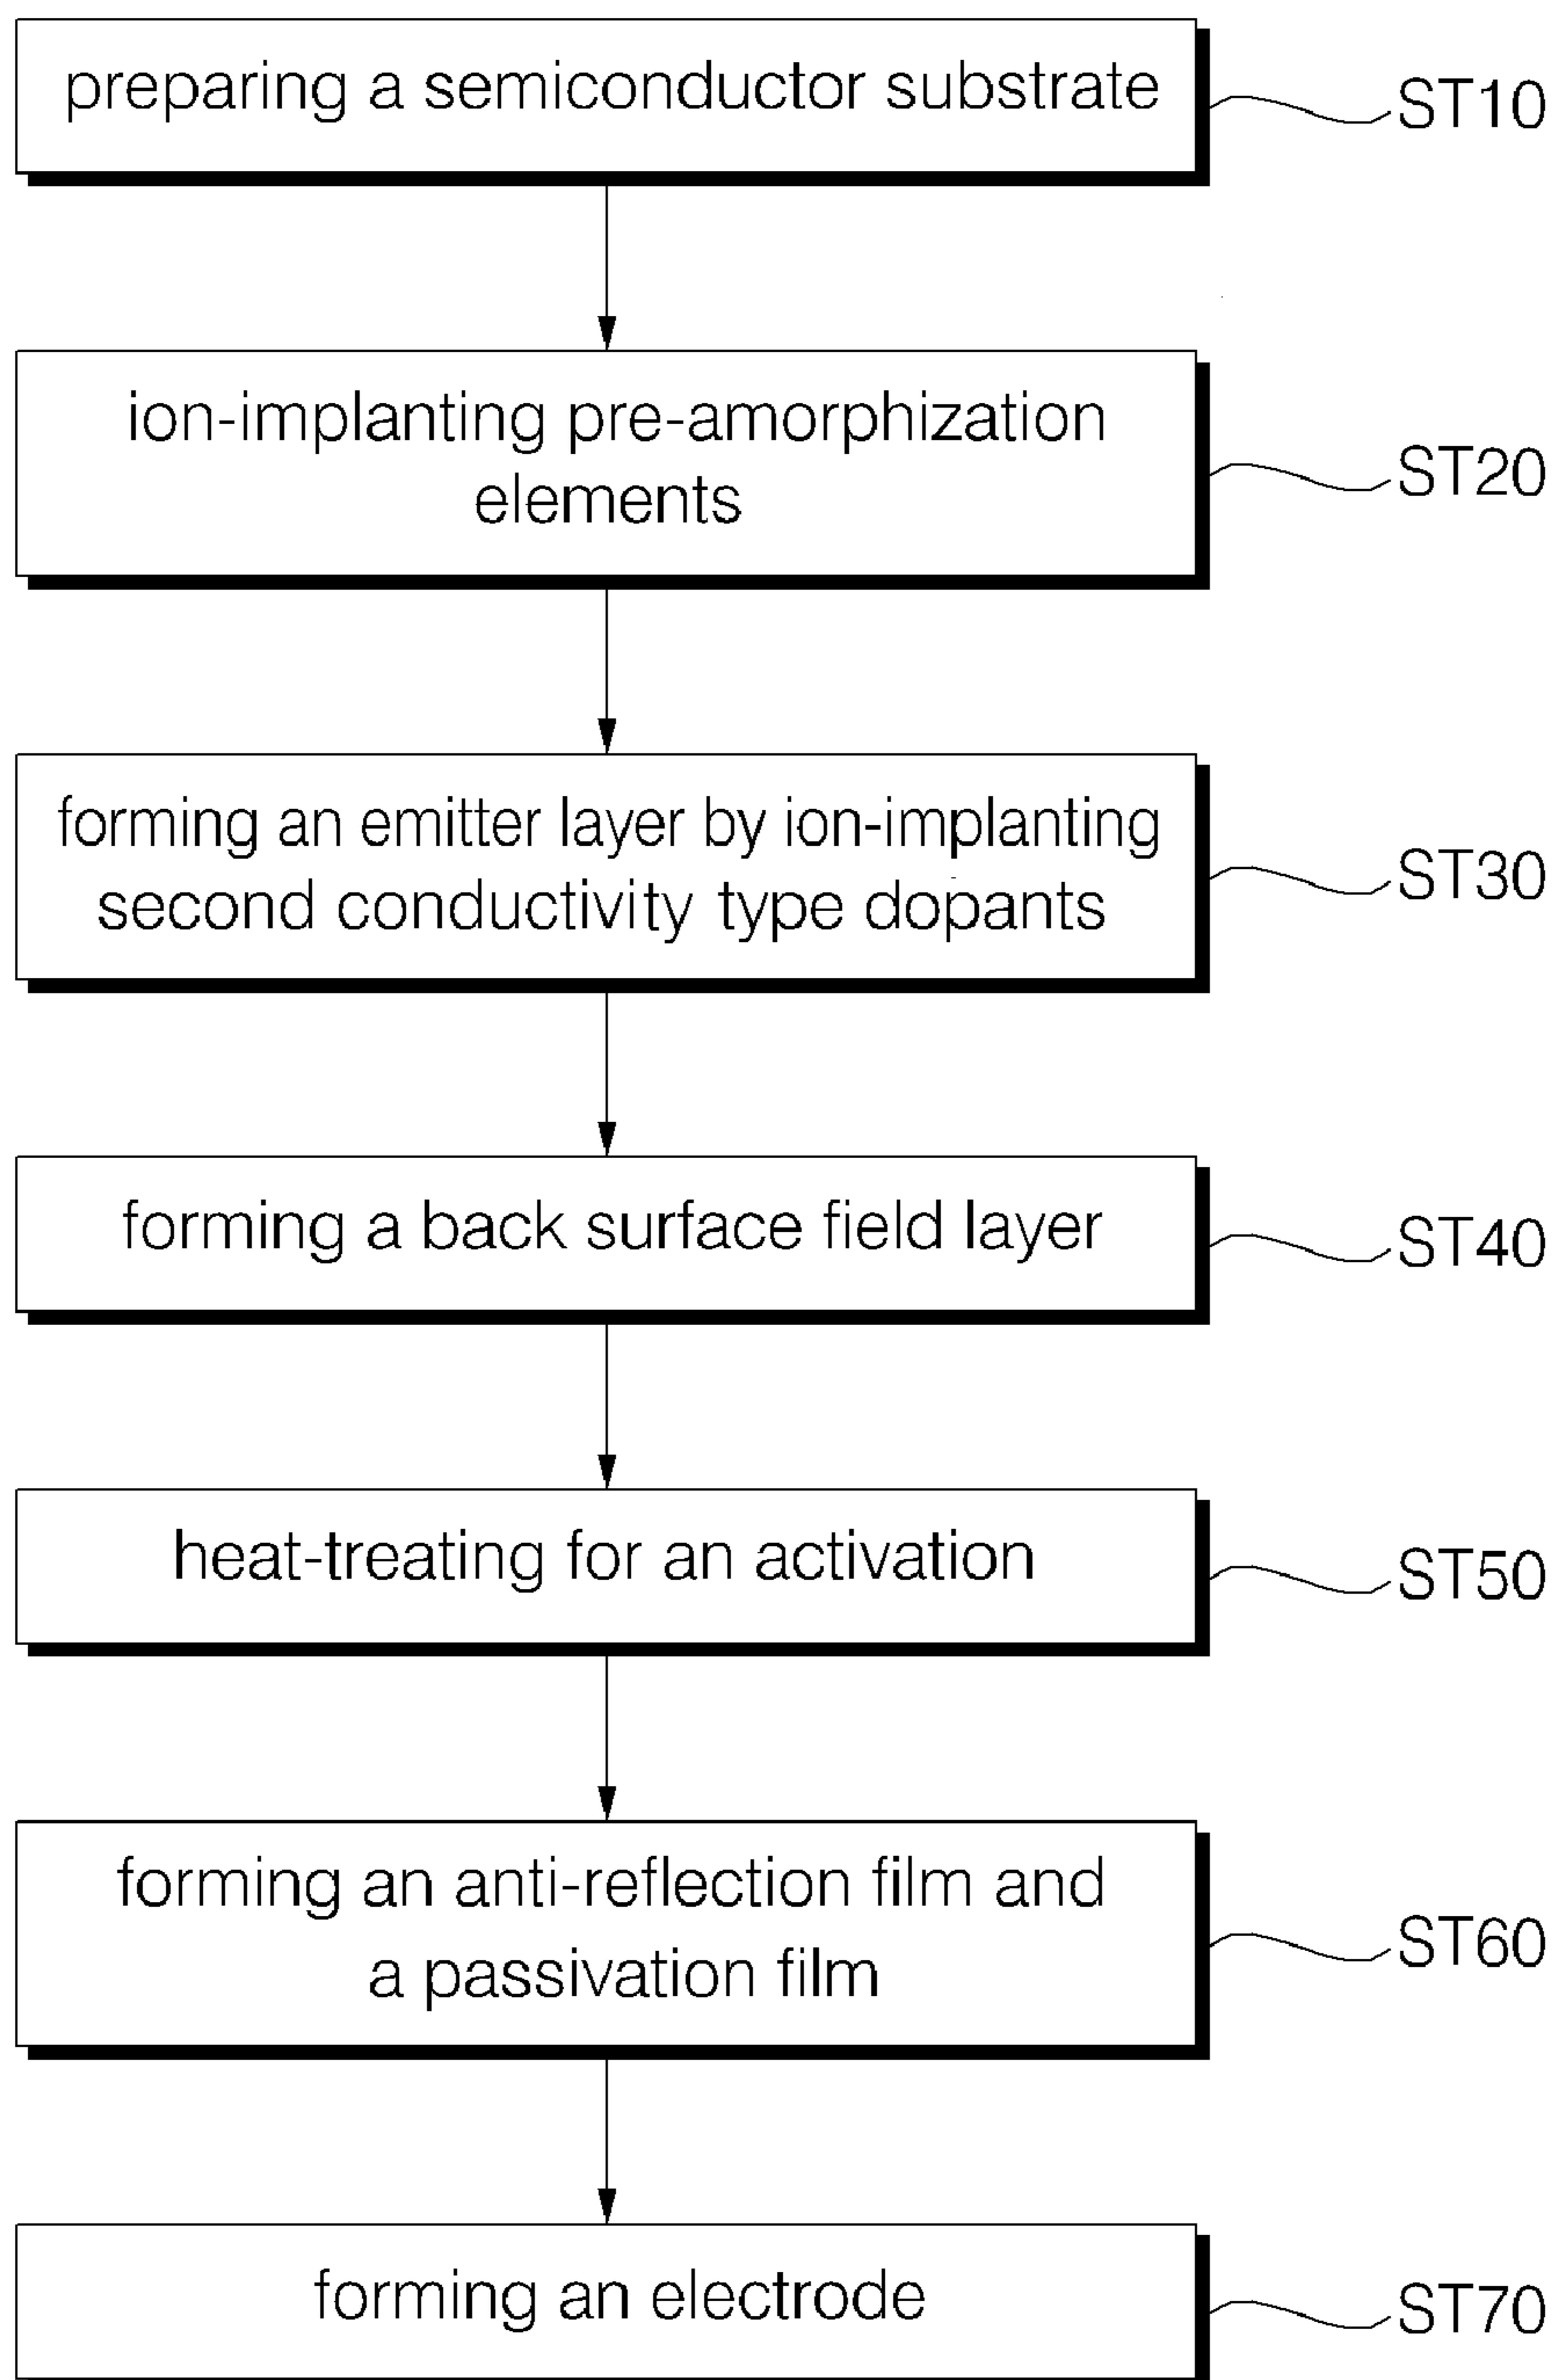 preparing a semiconductor substrate
ST10
ion-implanting pre-amorphization
elements
ST20
forming an emitter layer by ion-implanting
second conductivity type dopants
ST30
forming a back surface field layer
ST40
heat-treating for an activation
ST50
forming an anti-reflection film and
a passivation film
ST60
forming an electrode
ST70